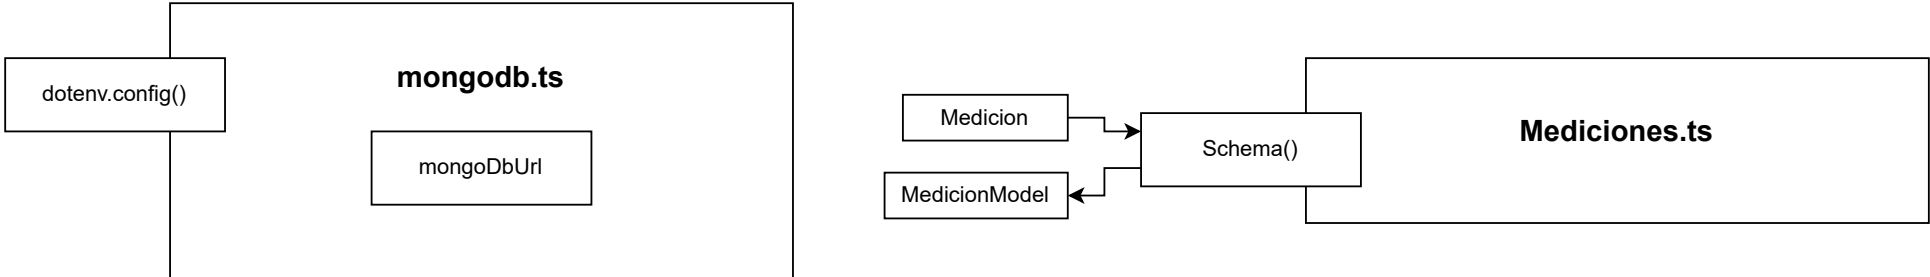 mongodb.ts
dotenv.config()
mongoDbUrl
Medicion
Schema()
MedicionModel
Mediciones.ts